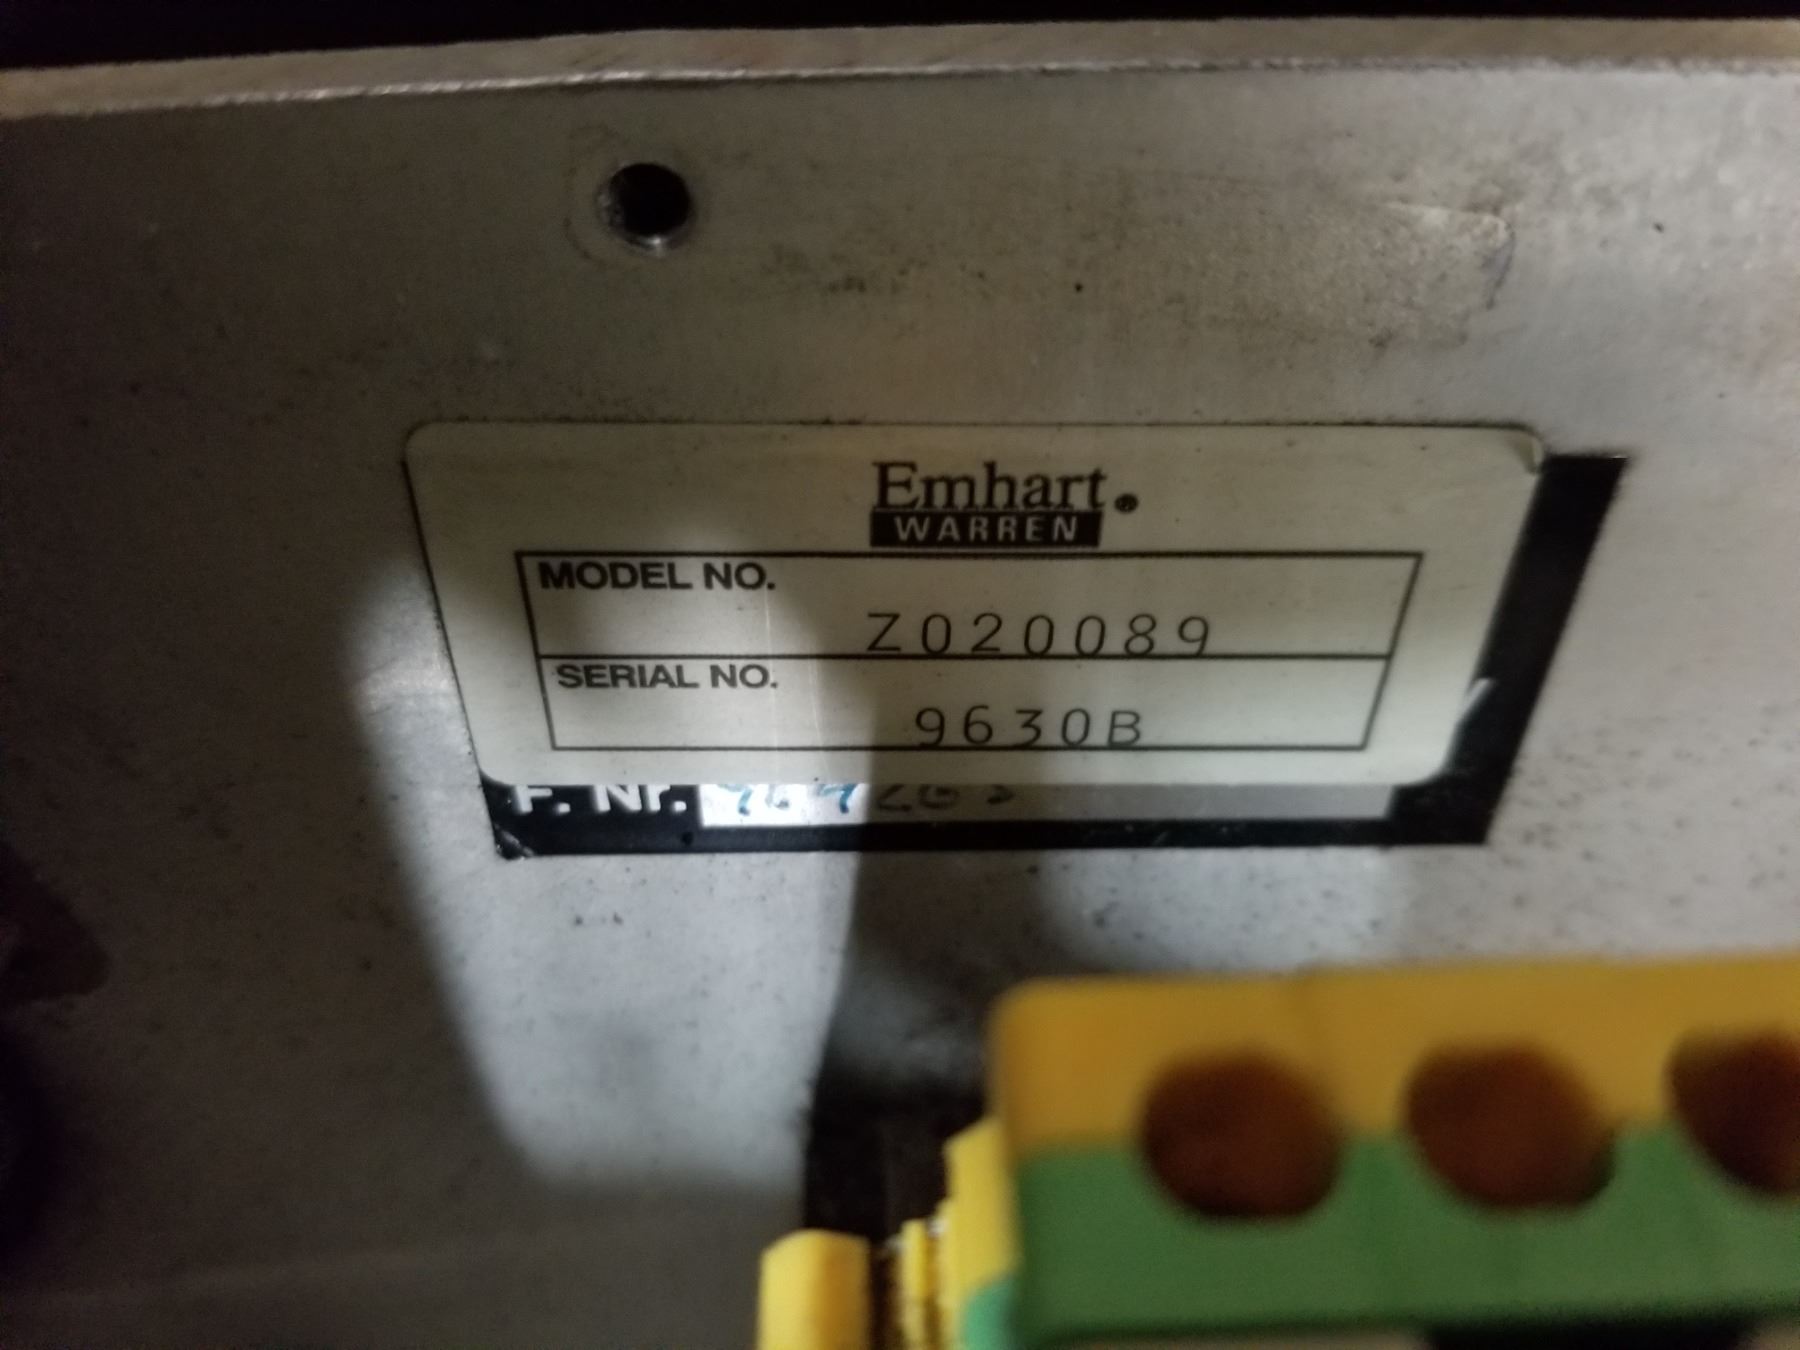 Emhart®
WARREN
MODEL NO.
Z020089
SERIAL NO.
9630B
F. Nr.